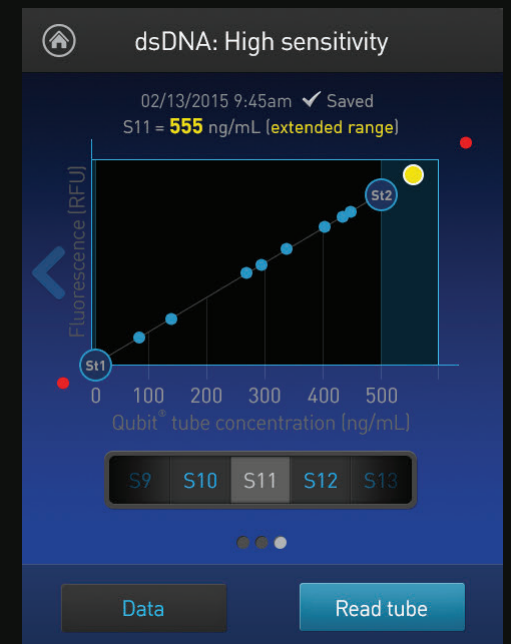 dsDNA: High sensitivity
02/13/2015 9:45am ✓ Saved
S11 = 555 ng/mL (extended range)
Fluorescence (RFU)
St2
St1
0 100 200 300 400 500
Qubit® tube concentration (ng/mL)
S9 S10 S11 S12 S13
Data Read tube